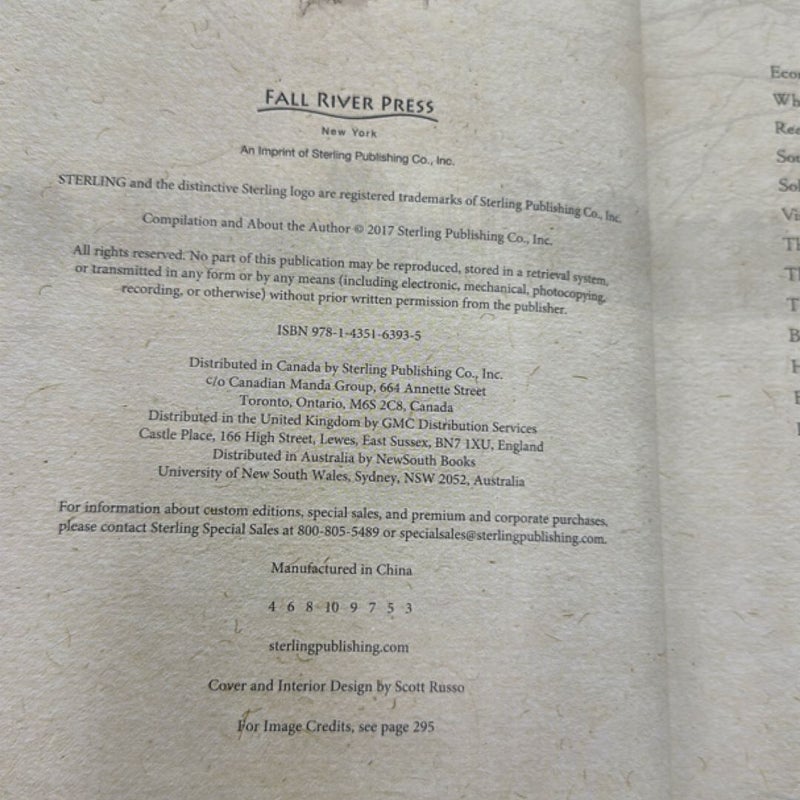 FALL RIVER PRESS
New York
An Imprint of Sterling Publishing Co., Inc.
STERLING and the distinctive Sterling logo are registered trademarks of Sterling Publishing Co., Inc.
Compilation and About the Author © 2017 Sterling Publishing Co., Inc.
All rights reserved. No part of this publication may be reproduced, stored in a retrieval system,
or transmitted in any form or by any means (including electronic, mechanical, photocopying,
recording, or otherwise) without prior written permission from the publisher.
ISBN 978-1-4351-6393-5
Distributed in Canada by Sterling Publishing Co., Inc.
c/o Canadian Manda Group, 664 Annette Street
Toronto, Ontario, M6S 2C8, Canada
Distributed in the United Kingdom by GMC Distribution Services
Castle Place, 166 High Street, Lewes, East Sussex, BN7 1XU, England
Distributed in Australia by NewSouth Books
University of New South Wales, Sydney, NSW 2052, Australia
For information about custom editions, special sales, and premium and corporate purchases,
please contact Sterling Special Sales at 800-805-5489 or specialsales@sterlingpublishing.com.
Manufactured in China
4 6 8 10 9 7 5 3
sterlingpublishing.com
Cover and Interior Design by Scott Russo
For Image Credits, see page 295